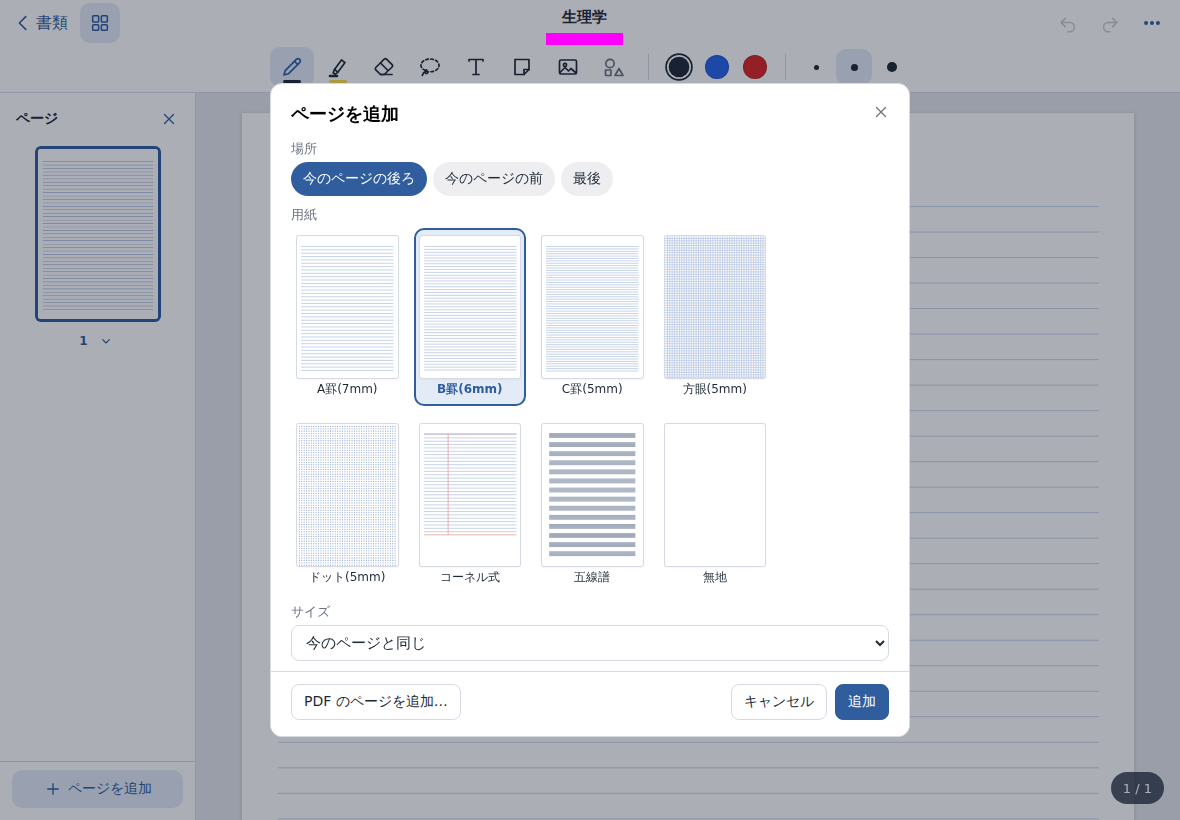 書類
生理学
ページ
1
ページを追加
1 / 1
ページを追加
場所
今のページの後ろ
今のページの前
最後
用紙
A罫(7mm)
B罫(6mm)
C罫(5mm)
方眼(5mm)
ドット(5mm)
コーネル式
五線譜
無地
サイズ
今のページと同じ
PDF のページを追加...
キャンセル
追加